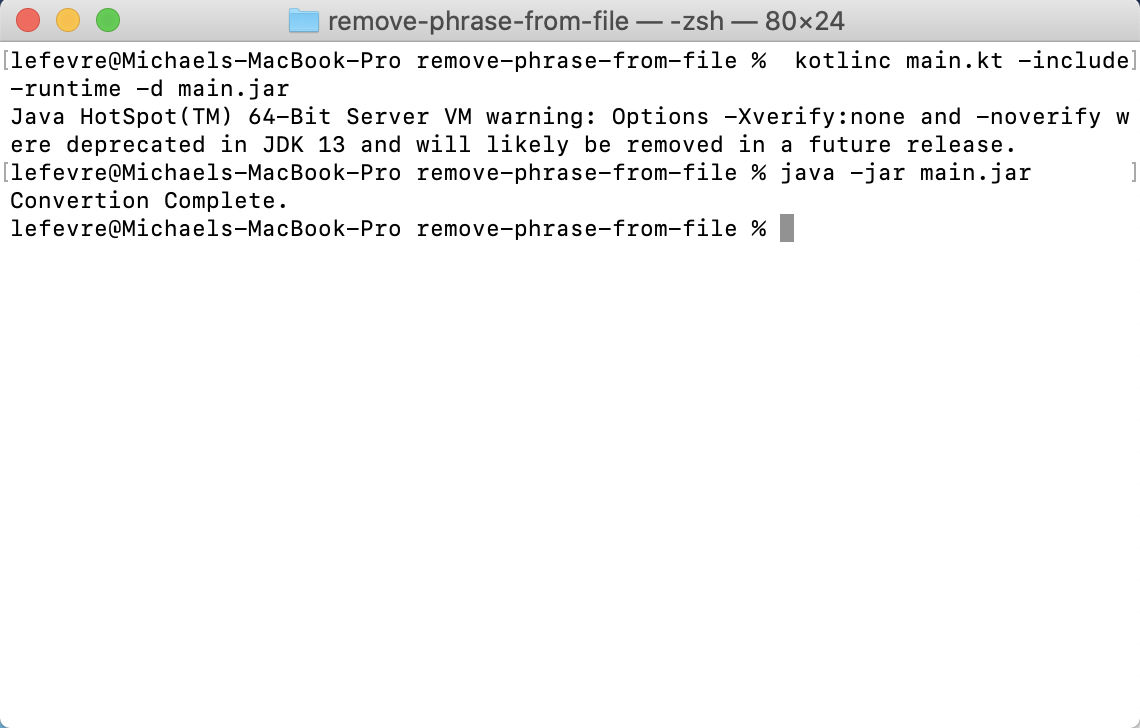 remove-phrase-from-file — -zsh — 80×24
[lefevre@Michaels-MacBook-Pro remove-phrase-from-file %  kotlinc main.kt -include]
-runtime -d main.jar
Java HotSpot(TM) 64-Bit Server VM warning: Options -Xverify:none and -noverify w
ere deprecated in JDK 13 and will likely be removed in a future release.
[lefevre@Michaels-MacBook-Pro remove-phrase-from-file % java -jar main.jar ]
Convertion Complete.
lefevre@Michaels-MacBook-Pro remove-phrase-from-file %